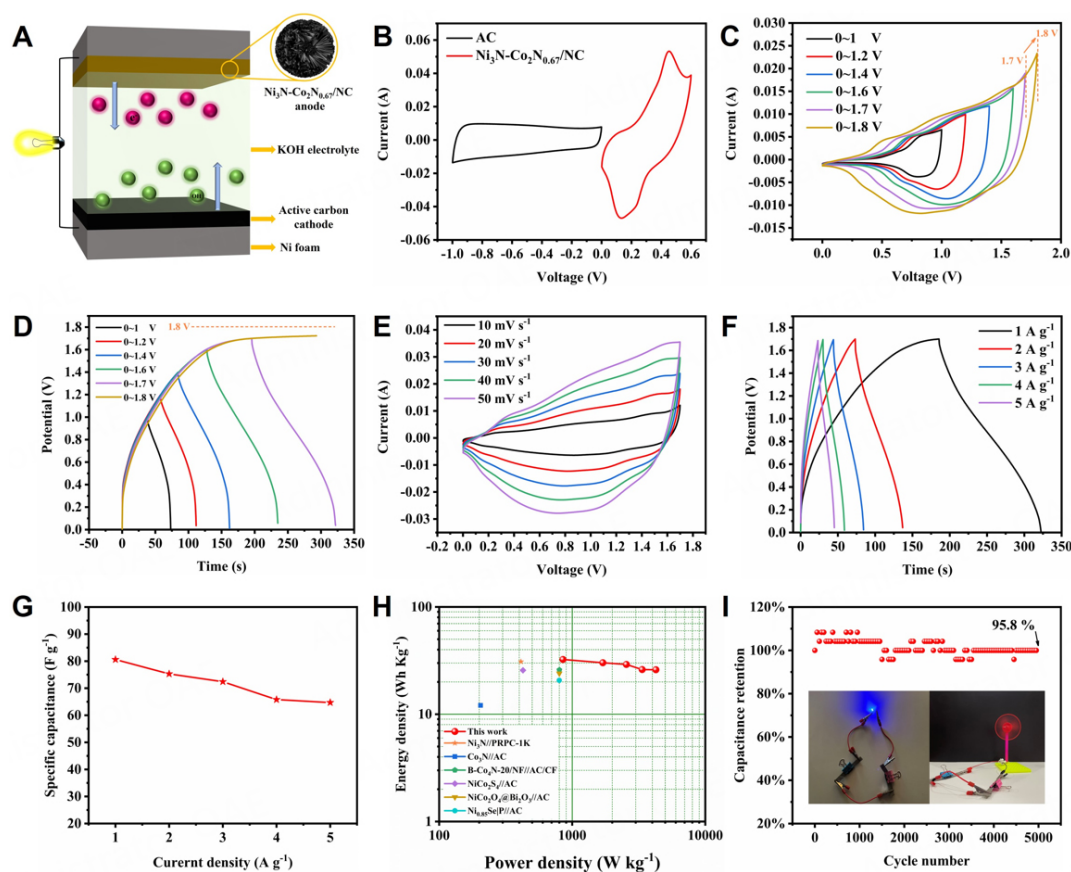 A
Ni₃N-Co₂N₀.₆₇/NC
anode
KOH electrolyte
OH
Active carbon
cathode
Ni foam
B
AC
Ni₃N-Co₂N₀.₆₇/NC
0.06
0.04
0.02
0.00
-0.02
-0.04
0.06
Current (A)
-1.0 -0.8 -0.6 -0.4 -0.2 0.0 0.2 0.4 0.6
Voltage (V)
C
0~1 V
0~1.2 V
0~1.4 V
0~1.6 V
0~1.7 V
0~1.8 V
1.7 V
1.8 V
0.025
0.020
0.015
0.010
0.005
0.000
-0.005
-0.010
-0.015
Current (A)
0.0 0.5 1.0 1.5 2.0
Voltage (V)
D
0~1 V
0~1.2 V
0~1.4 V
0~1.6 V
0~1.7 V
0~1.8 V
1.8 V
1.8
1.6
1.4
1.2
1.0
0.8
0.6
0.4
0.2
0.0
Potential (V)
-50 0 50 100 150 200 250 300 350
Time (s)
E
10 mV s⁻¹
20 mV s⁻¹
30 mV s⁻¹
40 mV s⁻¹
50 mV s⁻¹
0.04
0.03
0.02
0.01
0.00
-0.01
-0.02
-0.03
Current (A)
0.0 0.2 0.4 0.6 0.8 1.0 1.2 1.4 1.6 1.8
Voltage (V)
F
1 A g⁻¹
2 A g⁻¹
3 A g⁻¹
4 A g⁻¹
5 A g⁻¹
1.8
1.6
1.4
1.2
1.0
0.8
0.6
0.4
0.2
0.0
Potential (V)
0 50 100 150 200 250 300 350
Time (s)
G
100
90
80
70
60
50
40
30
20
Specific capacitance (F g⁻¹)
1 2 3 4 5
Curernt density (A g⁻¹)
H
This work
Ni₃N//PRPC-1K
Co₃N//AC
B-Co₄N-20/NF//AC/CF
NiCo₂S₄//AC
NiCo₂O₄@Bi₂O₃//AC
Ni₀.₈₅Se|P//AC
100
10
1
Energy density (Wh Kg⁻¹)
100 1000 10000
Power density (W kg⁻¹)
I
95.8 %
120%
100%
80%
60%
40%
20%
Capacitance retention
0 1000 2000 3000 4000 5000
Cycle number